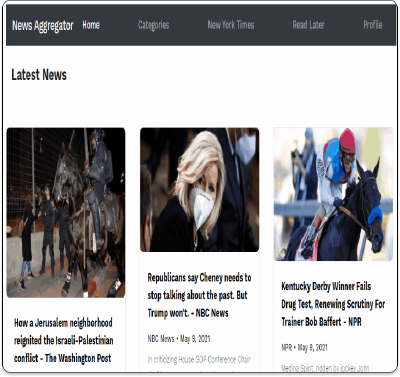 News Aggregator Home Categories New York Times Read Later Profile
Latest News
How a Jerusalem neighborhood
reignited the Israeli-Palestinian
conflict - The Washington Post
Republicans say Cheney needs to
stop talking about the past. But
Trump won't. - NBC News
NBC News • May 9, 2021
In criticizing House GOP Conference Chair
Kentucky Derby Winner Fails
Drug Test, Renewing Scrutiny For
Trainer Bob Baffert - NPR
NPR • May 9, 2021
Medina Spirit, ridden by jockey John